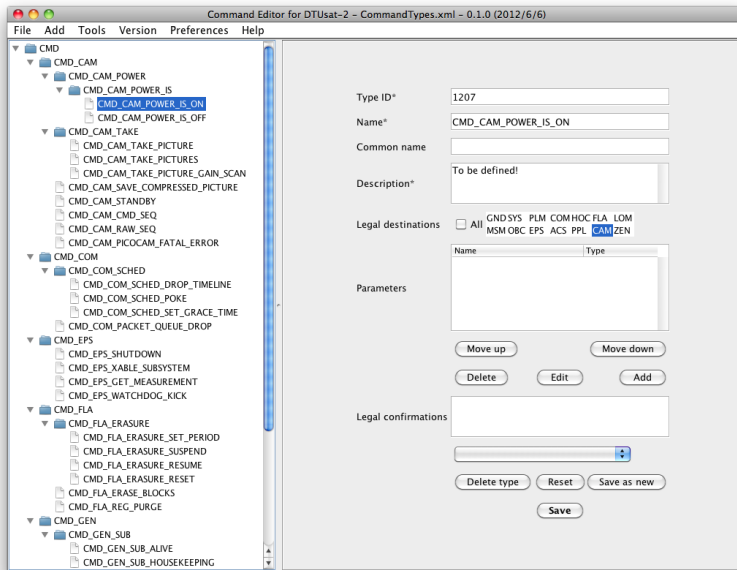 Command Editor for DTUsat-2 – CommandTypes.xml – 0.1.0 (2012/6/6)
File Add Tools Version Preferences Help
CMD
CMD_CAM
CMD_CAM_POWER
CMD_CAM_POWER_IS
CMD_CAM_POWER_IS_ON
CMD_CAM_POWER_IS_OFF
CMD_CAM_TAKE
CMD_CAM_TAKE_PICTURE
CMD_CAM_TAKE_PICTURES
CMD_CAM_TAKE_PICTURE_GAIN_SCAN
CMD_CAM_SAVE_COMPRESSED_PICTURE
CMD_CAM_STANDBY
CMD_CAM_CMD_SEQ
CMD_CAM_RAW_SEQ
CMD_CAM_PICOCAM_FATAL_ERROR
CMD_COM
CMD_COM_SCHED
CMD_COM_SCHED_DROP_TIMELINE
CMD_COM_SCHED_POKE
CMD_COM_SCHED_SET_GRACE_TIME
CMD_COM_PACKET_QUEUE_DROP
CMD_EPS
CMD_EPS_SHUTDOWN
CMD_EPS_XABLE_SUBSYSTEM
CMD_EPS_GET_MEASUREMENT
CMD_EPS_WATCHDOG_KICK
CMD_FLA
CMD_FLA_ERASURE
CMD_FLA_ERASURE_SET_PERIOD
CMD_FLA_ERASURE_SUSPEND
CMD_FLA_ERASURE_RESUME
CMD_FLA_ERASURE_RESET
CMD_FLA_ERASE_BLOCKS
CMD_FLA_REG_PURGE
CMD_GEN
CMD_GEN_SUB
CMD_GEN_SUB_ALIVE
CMD_GEN_SUB_HOUSEKEEPING
Type ID* 1207
Name* CMD_CAM_POWER_IS_ON
Common name
Description* To be defined!
Legal destinations All GND SYS PLM COM HOC FLA LOM
MSM OBC EPS ACS PPL CAM ZEN
Name Type
Parameters
Move up Move down
Delete Edit Add
Legal confirmations
Delete type Reset Save as new
Save